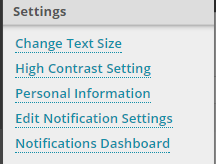 Settings
Change Text Size
High Contrast Setting
Personal Information
Edit Notification Settings
Notifications Dashboard